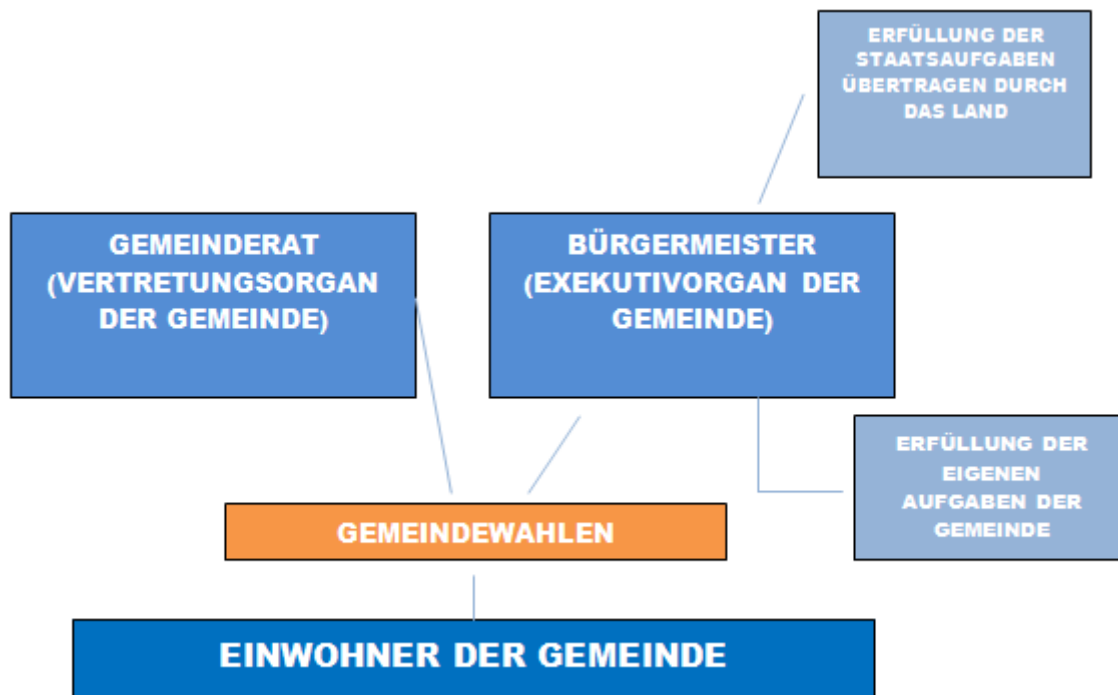 ERFÜLLUNG DER
STAATSAUFGABEN
ÜBERTRAGEN DURCH
DAS LAND
GEMEINDERAT
(VERTRETUNGSORGAN
DER GEMEINDE)
BÜRGERMEISTER
(EXEKUTIVORGAN DER
GEMEINDE)
ERFÜLLUNG DER
EIGENEN
AUFGABEN DER
GEMEINDE
GEMEINDEWAHLEN
EINWOHNER DER GEMEINDE